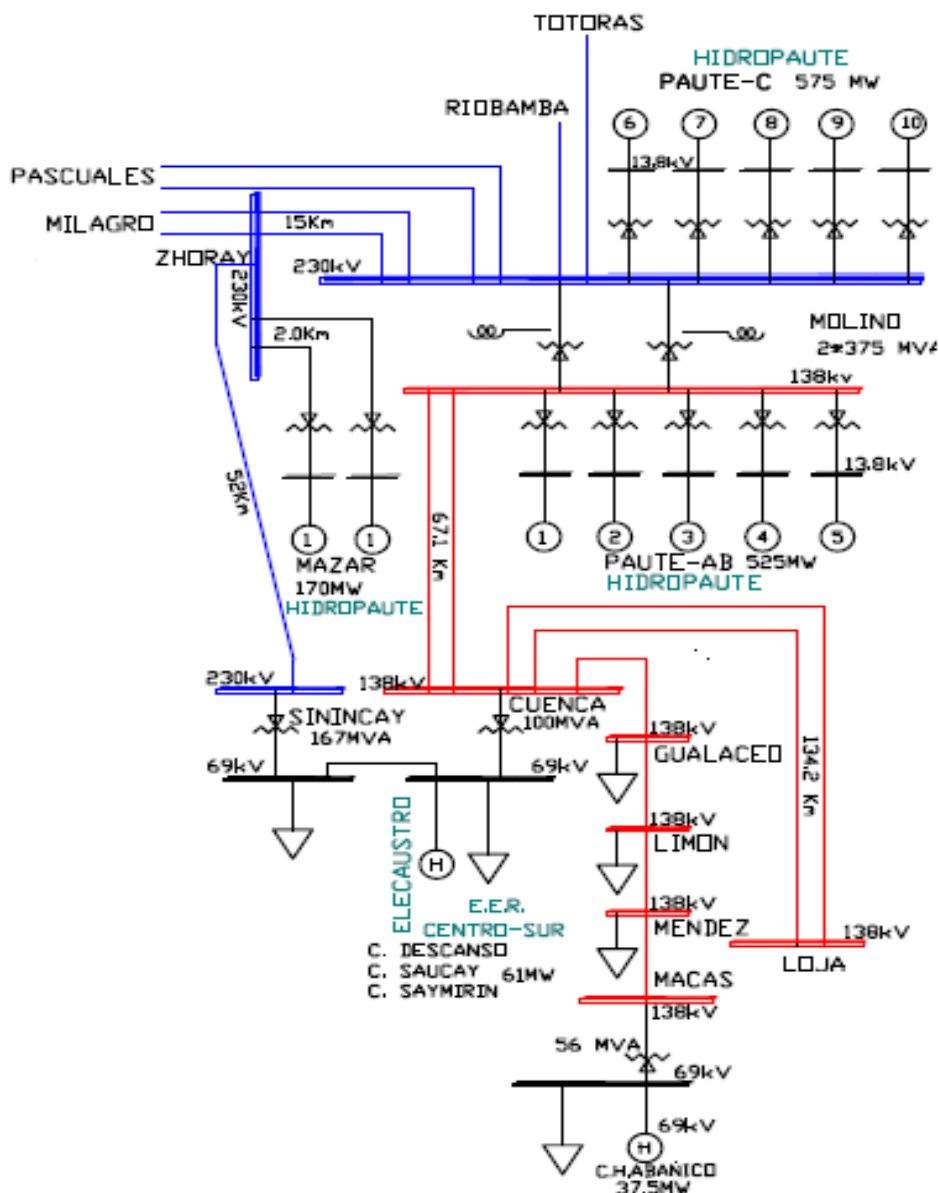 TOTORAS
HIDROPAUTE
PAUTE-C 575 MW
RIOBAMBA
6 7 8 9 10
13.8kV
PASCUALES
MILAGRO
15Km
ZHORAY
230kV
230kV
2.0Km
MOLINO
2*375 MVA
138kv
52Km
67.1 Km
13.8kV
1 1
1 2 3 4 5
MAZAR
170MW
HIDROPAUTE
PAUTE-AB 525MW
HIDROPAUTE
230kV
138kV
SININCAY
167MVA
CUENCA
100MVA
138kV
GUALACEO
134.2 Km
69kV
69kV
ELECAUSTRO
H
138kV
LIMON
E.E.R.
CENTRO-SUR
C. DESCANSO
C. SAUCAY 61MW
C. SAYMIRIN
138kV
MENDEZ
138kV
LOJA
MACAS
138kV
56 MVA
69kV
69kV
H
C.H.ABANICO
37.5MW